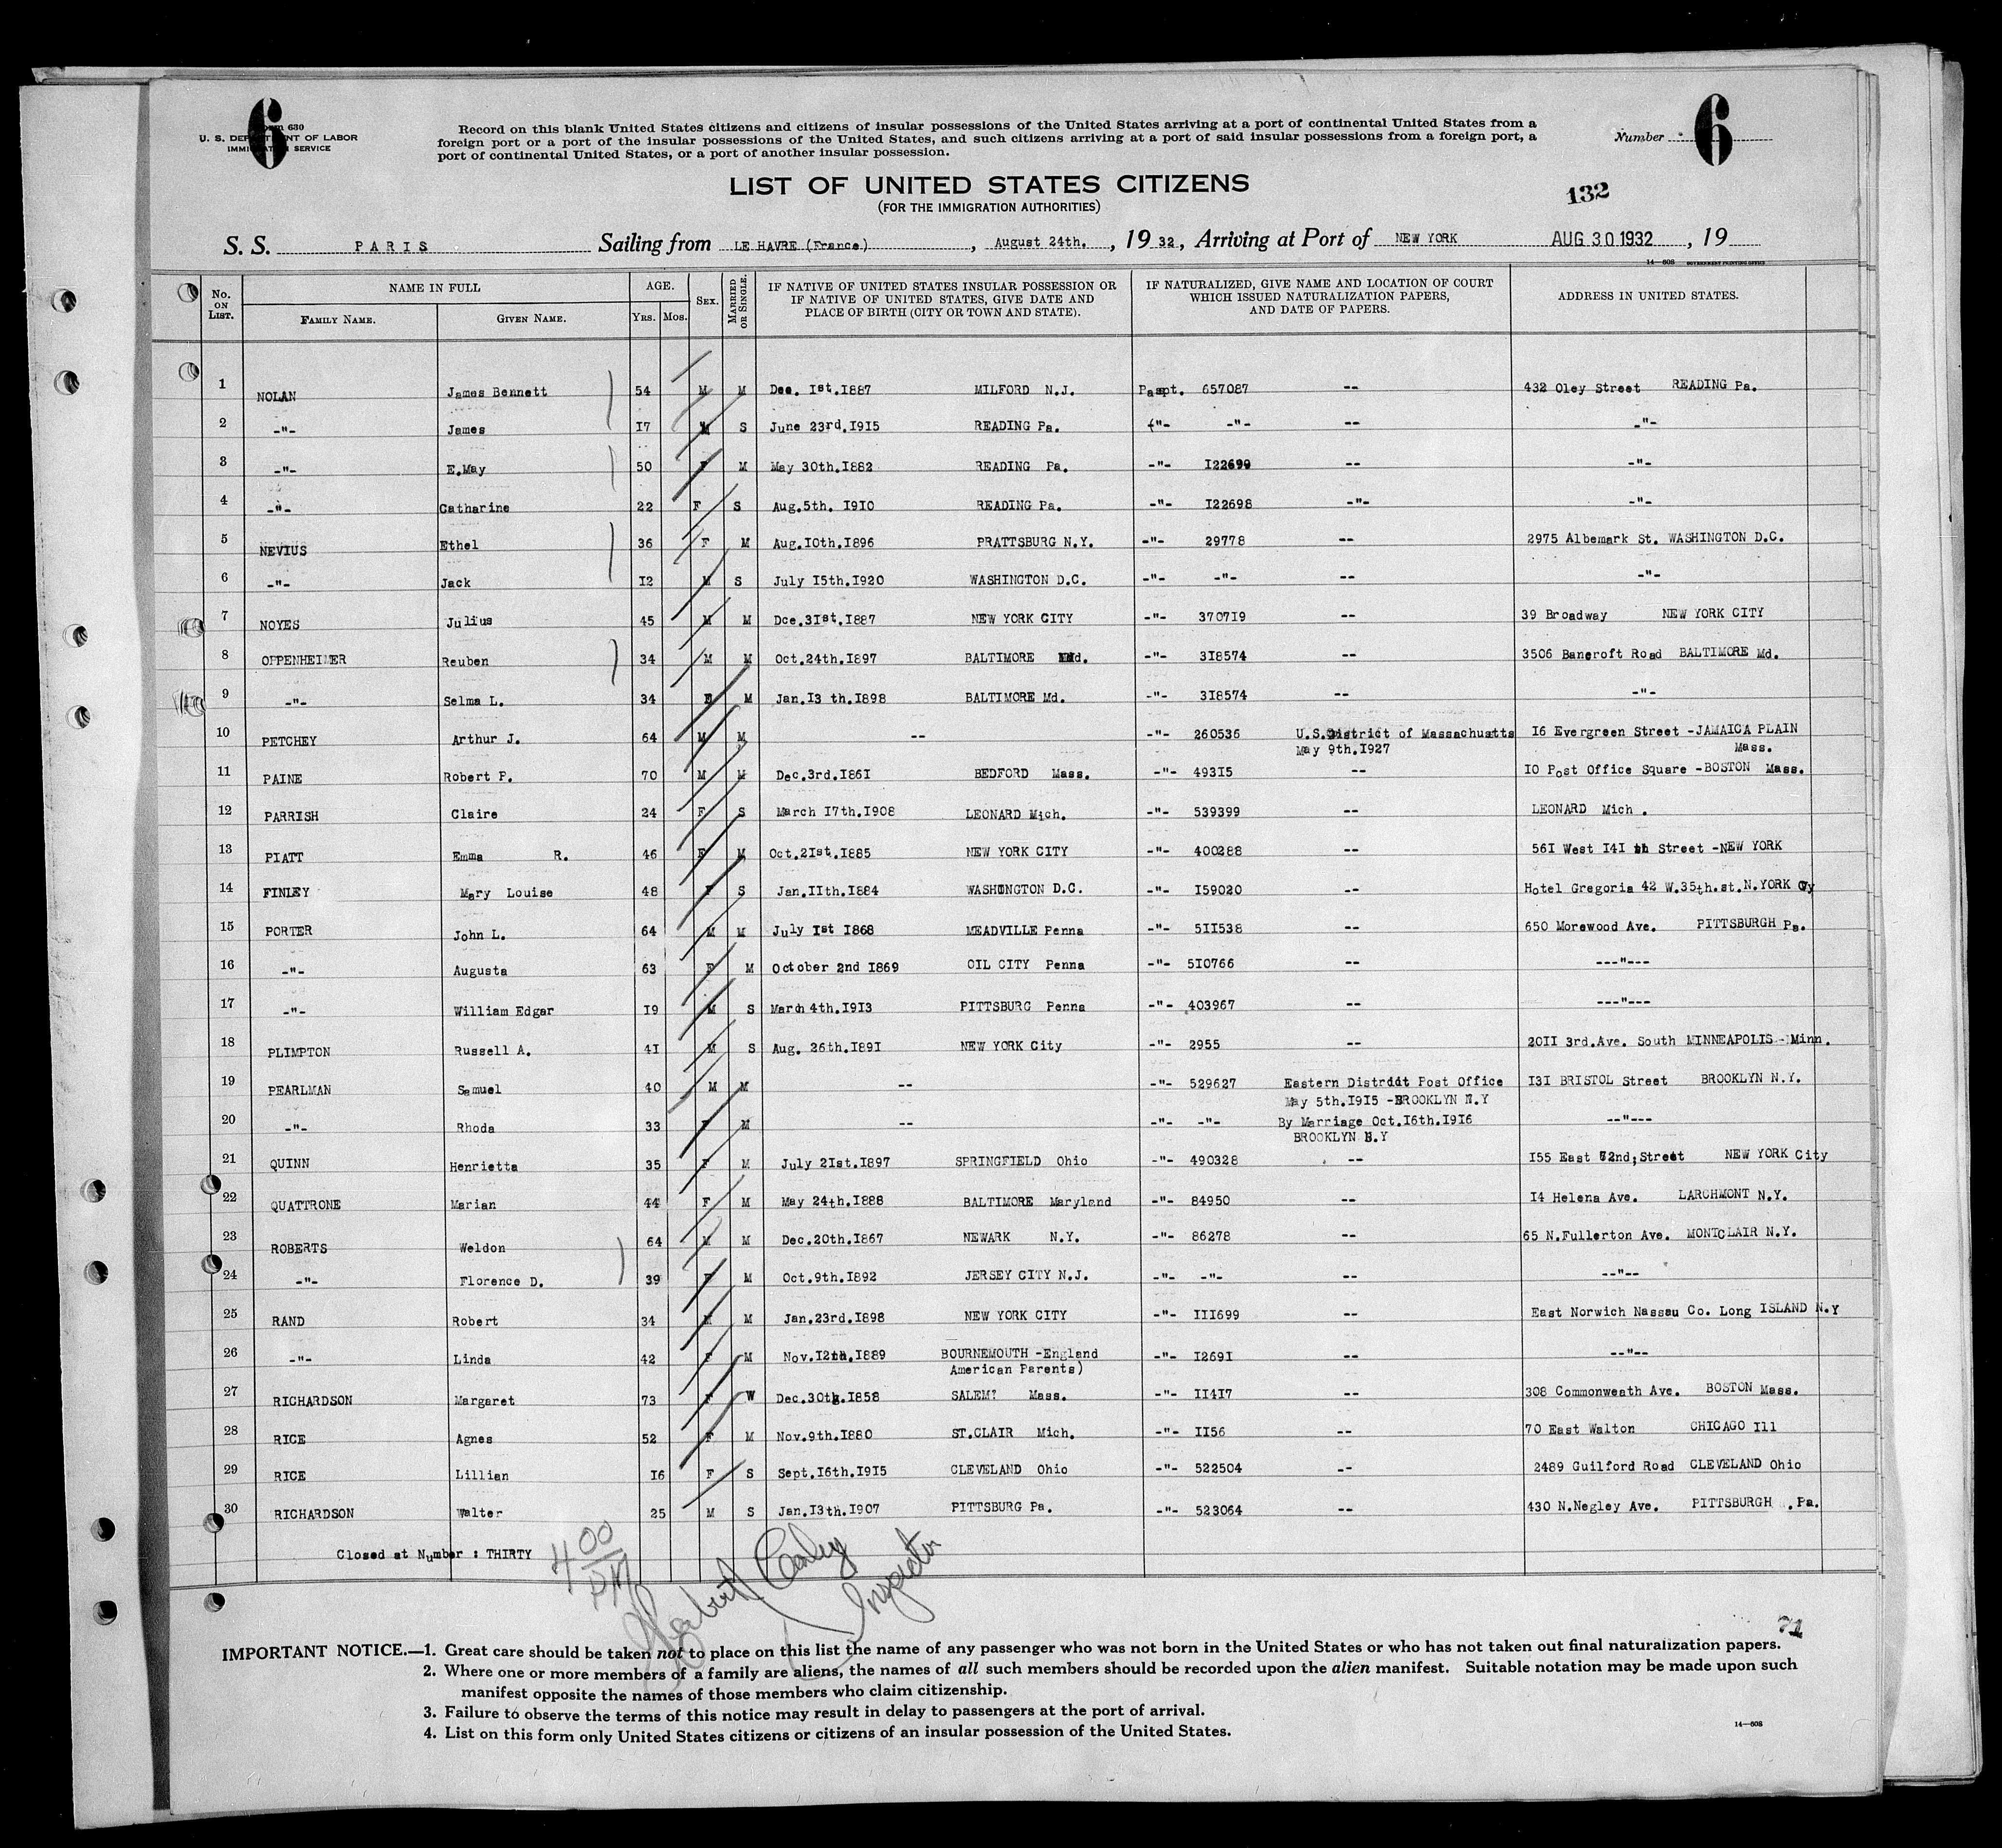 6
Form 630
U. S. DEPARTMENT OF LABOR
IMMIGRATION SERVICE
Record on this blank United States citizens and citizens of insular possessions of the United States arriving at a port of continental United States from a
foreign port or a port of the insular possessions of the United States, and such citizens arriving at a port of said insular possessions from a foreign port, a
port of continental United States, or a port of another insular possession.
Number 6
LIST OF UNITED STATES CITIZENS
(FOR THE IMMIGRATION AUTHORITIES)
132
S. S. PARIS Sailing from LE HAVRE (France), August 24th., 1932, Arriving at Port of NEW YORK AUG 30 1932, 19
14—608 GOVERNMENT PRINTING OFFICE
No. ON LIST. NAME IN FULL FAMILY NAME. GIVEN NAME. AGE. YRS. MOS. SEX. MARRIED OR SINGLE. IF NATIVE OF UNITED STATES INSULAR POSSESSION OR IF NATIVE OF UNITED STATES, GIVE DATE AND PLACE OF BIRTH (CITY OR TOWN AND STATE). IF NATURALIZED, GIVE NAME AND LOCATION OF COURT WHICH ISSUED NATURALIZATION PAPERS, AND DATE OF PAPERS. ADDRESS IN UNITED STATES.
1 NOLAN James Bennett 54 M M Dec. 1st.1887 MILFORD N.J. Paspt. 657087 -- 432 Oley Street READING Pa.
2 -"- James 17 M S June 23rd.1915 READING Pa. -"- -"- -- -"-
3 -"- E.May 50 F M May 30th.1882 READING Pa. -"- 122699 -- -"-
4 -"- Catharine 22 F S Aug.5th. 1910 READING Pa. -"- 122698 -"- -"-
5 NEVIUS Ethel 36 F M Aug.10th.1896 PRATTSBURG N.Y. -"- 29778 -- 2975 Albemark St. WASHINGTON D.C.
6 -"- Jack 12 M S July 15th.1920 WASHINGTON D.C. -"- -"- -- -"-
7 NOYES Julius 45 M M Dce.31st.1887 NEW YORK CITY -"- 370719 -- 39 Broadway NEW YORK CITY
8 OPPENHEIMER Reuben 34 M M Oct.24th.1897 BALTIMORE Md. -"- 318574 -- 3506 Bancroft Road BALTIMORE Md.
9 -"- Selma L. 34 F M Jan.13 th.1898 BALTIMORE Md. -"- 318574 -- -"-
10 PETCHEY Arthur J. 64 M M -- -"- 260536 U.S.District of Massachustts 16 Evergreen Street -JAMAICA PLAIN
May 9th.1927 Mass.
11 PAINE Robert P. 70 M M Dec.3rd.1861 BEDFORD Mass. -"- 49315 -- 10 Post Office Square -BOSTON Mass.
12 PARRISH Claire 24 F S March 17th.1908 LEONARD Mich. -"- 539399 -- LEONARD Mich .
13 PIATT Emma R. 46 F M Oct.21st.1885 NEW YORK CITY -"- 400288 -- 561 West 141 th Street -NEW YORK
14 FINLEY Mary Louise 48 F S Jan.11th.1884 WASHINGTON D.C. -"- 159020 -- Hotel Gregoria 42 W.35th.st.N.YORK Cy
15 PORTER John L. 64 M M July 1st 1868 MEADVILLE Penna -"- 511538 -- 650 Morewood Ave. PITTSBURGH Pa.
16 -"- Augusta 63 F M October 2nd 1869 OIL CITY Penna -"- 510766 -- ---"---
17 -"- William Edgar 19 M S March 4th.1913 PITTSBURG Penna -"- 403967 -- ---"---
18 PLIMPTON Russell A. 41 M S Aug. 26th.1891 NEW YORK City -"- 2955 -- 2011 3rd.Ave. South MINNEAPOLIS - Minn.
19 PEARLMAN Samuel 40 M M -- -"- 529627 Eastern District Post Office 131 BRISTOL Street BROOKLYN N.Y.
May 5th.1915 -BROOKLYN N.Y
20 -"- Rhoda 33 F M -- -"- -"- By Marriage Oct.16th.1916 --"---
BROOKLYN N.Y
21 QUINN Henrietta 35 F M July 21st.1897 SPRINGFIELD Ohio -"- 490328 -- 155 East 72nd,Street NEW YORK City
22 QUATTRONE Marian 44 F M May 24th.1888 BALTIMORE Maryland -"- 84950 -- 14 Helena Ave. LARCHMONT N.Y.
23 ROBERTS Weldon 64 M M Dec.20th.1867 NEWARK N.Y. -"- 86278 -- 65 N.Fullerton Ave. MONTCLAIR N.Y.
24 -"- Florence D. 39 F M Oct.9th.1892 JERSEY CITY N.J. -"- -"- -- --"--
25 RAND Robert 34 M M Jan.23rd.1898 NEW YORK CITY -"- 111699 -- East Norwich Nassau Co. Long ISLAND N.Y
26 -"- Linda 42 F M Nov.12th.1889 BOURNEMOUTH -England -"- 12691 -- --"--
American Parents)
27 RICHARDSON Margaret 73 F W Dec.30th.1858 SALEM? Mass. -"- 11417 -- 308 Commonweath Ave. BOSTON Mass.
28 RICE Agnes 52 F M Nov.9th.1880 ST.CLAIR Mich. -"- 1156 -- 70 East Walton CHICAGO Ill
29 RICE Lillian 16 F S Sept.16th.1915 CLEVELAND Ohio -"- 522504 -- 2489 Guilford Road CLEVELAND Ohio
30 RICHARDSON Walter 25 M S Jan.13th.1907 PITTSBURG Pa. -"- 523064 -- 430 N.Negley Ave. PITTSBURGH .Pa.
Closed at Number : THIRTY
4 00 PM
Inspector
71
IMPORTANT NOTICE.—1. Great care should be taken not to place on this list the name of any passenger who was not born in the United States or who has not taken out final naturalization papers.
2. Where one or more members of a family are aliens, the names of all such members should be recorded upon the alien manifest. Suitable notation may be made upon such
manifest opposite the names of those members who claim citizenship.
3. Failure to observe the terms of this notice may result in delay to passengers at the port of arrival.
4. List on this form only United States citizens or citizens of an insular possession of the United States.
14—608